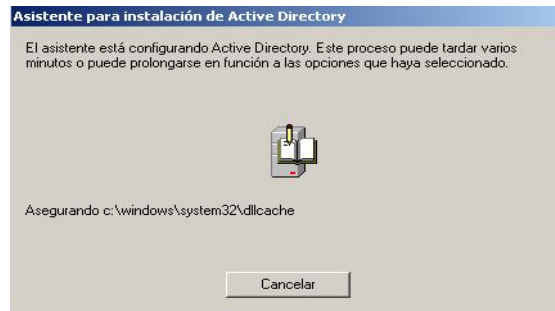 Asistente para instalación de Active Directory
El asistente está configurando Active Directory. Este proceso puede tardar varios
minutos o puede prolongarse en función a las opciones que haya seleccionado.
Asegurando c:\windows\system32\dllcache
Cancelar